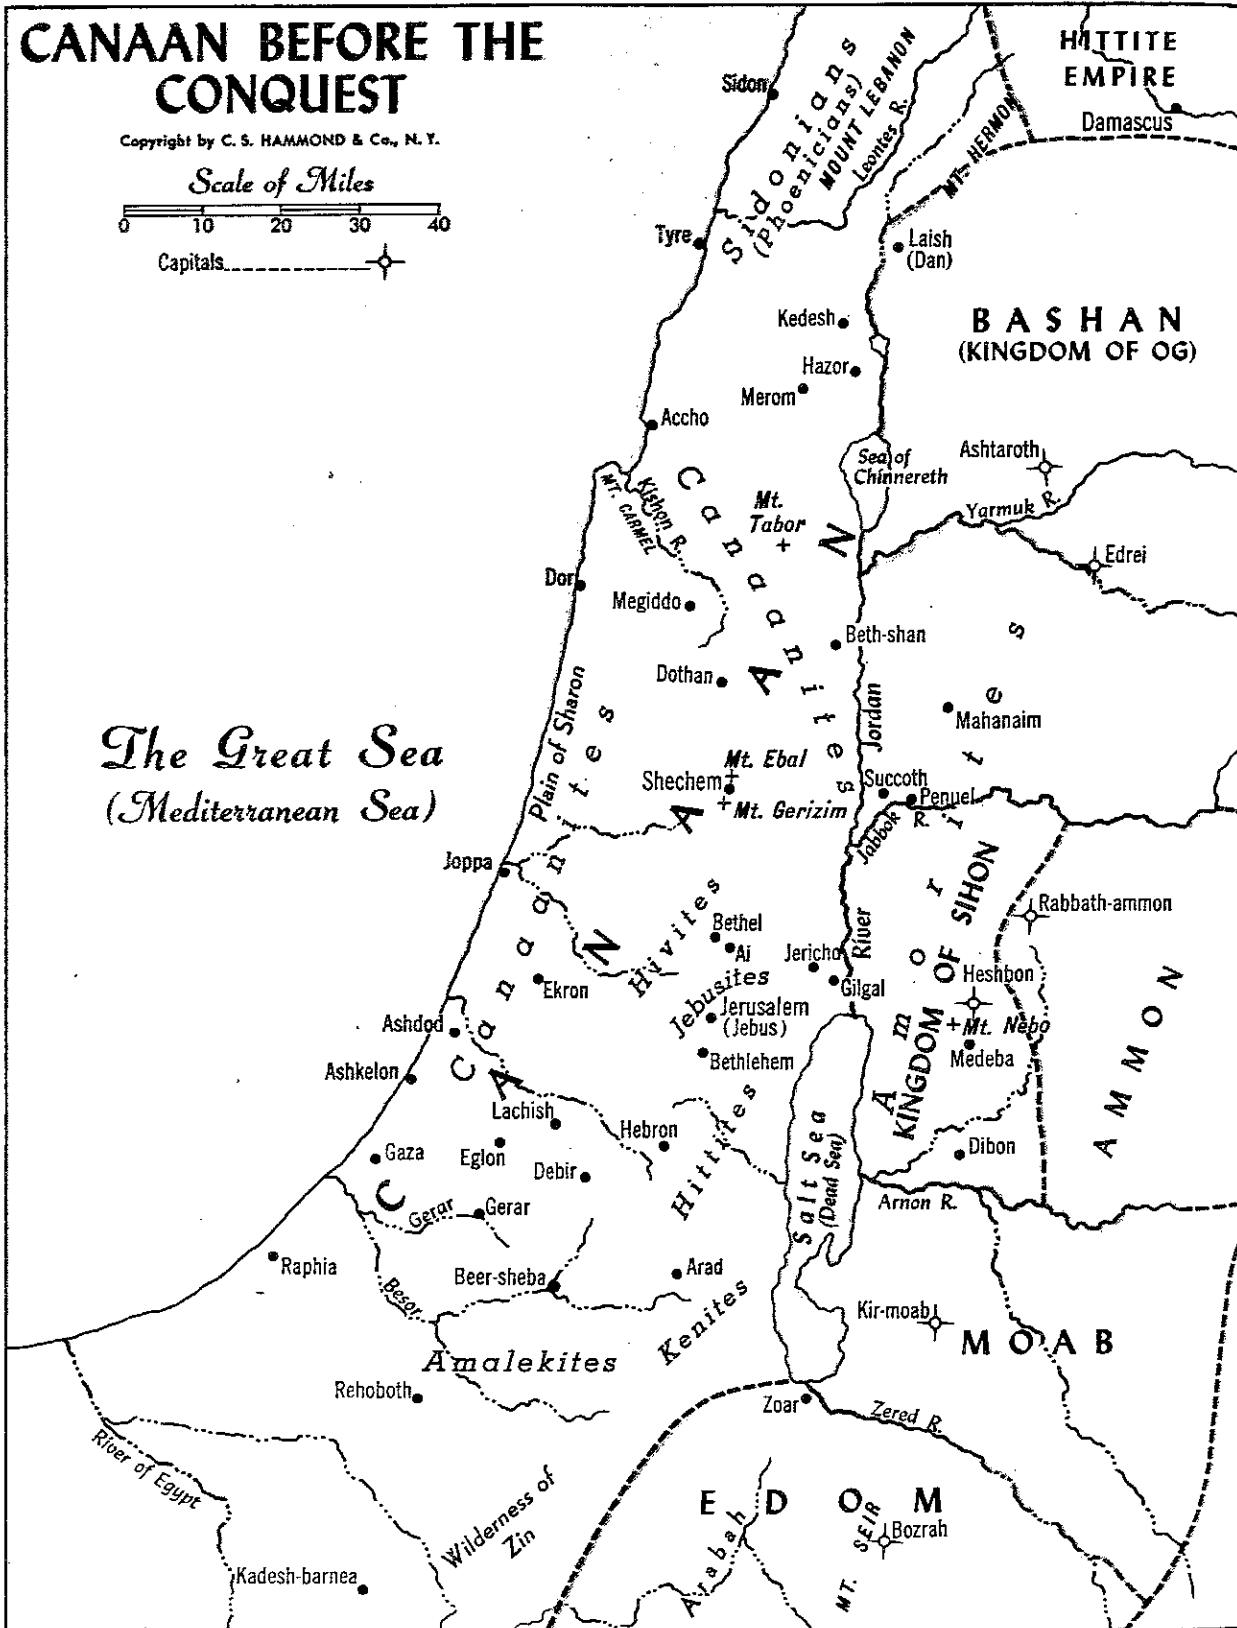 CANAAN BEFORE THE
CONQUEST
Copyright by C. S. HAMMOND & Co., N. Y.
Scale of Miles
0 10 20 30 40
Capitals
HITTITE
EMPIRE
Damascus
Sidon
Sidonians
(Phoenicians)
MOUNT LEBANON
Leontes R.
MT. HERMON
Tyre
Laish
(Dan)
Kedesh
BASHAN
(KINGDOM OF OG)
Hazor
Merom
Accho
Sea of
Chinnereth
Ashtaroth
Yarmuk R.
Edrei
MT. CARMEL
Kishon R.
Canaanites
Mt.
Tabor
Dor
Megiddo
Beth-shan
Dothan
Mahanaim
Jordan
River
The Great Sea
(Mediterranean Sea)
Plain of Sharon
Canaanites
CANAAN
Mt. Ebal
Shechem
Mt. Gerizim
Succoth
Penuel
Jabbok R.
Amorites
KINGDOM OF SIHON
Joppa
Hivites
Bethel
Ai
Jericho
Gilgal
Rabbath-ammon
Heshbon
Mt. Nebo
Medeba
AMMON
Ekron
Jebusites
Jerusalem
(Jebus)
Bethlehem
Ashdod
Ashkelon
Lachish
Hebron
Hittites
Salt Sea
(Dead Sea)
Dibon
Arnon R.
Gaza
Eglon
Debir
Gerar
Gerar
Raphia
Besor
Beer-sheba
Arad
Kenites
Kir-moab
MOAB
Amalekites
Rehoboth
Zoar
Zered R.
River of Egypt
Wilderness of
Zin
EDOM
Arabah
MT. SEIR
Bozrah
Kadesh-barnea